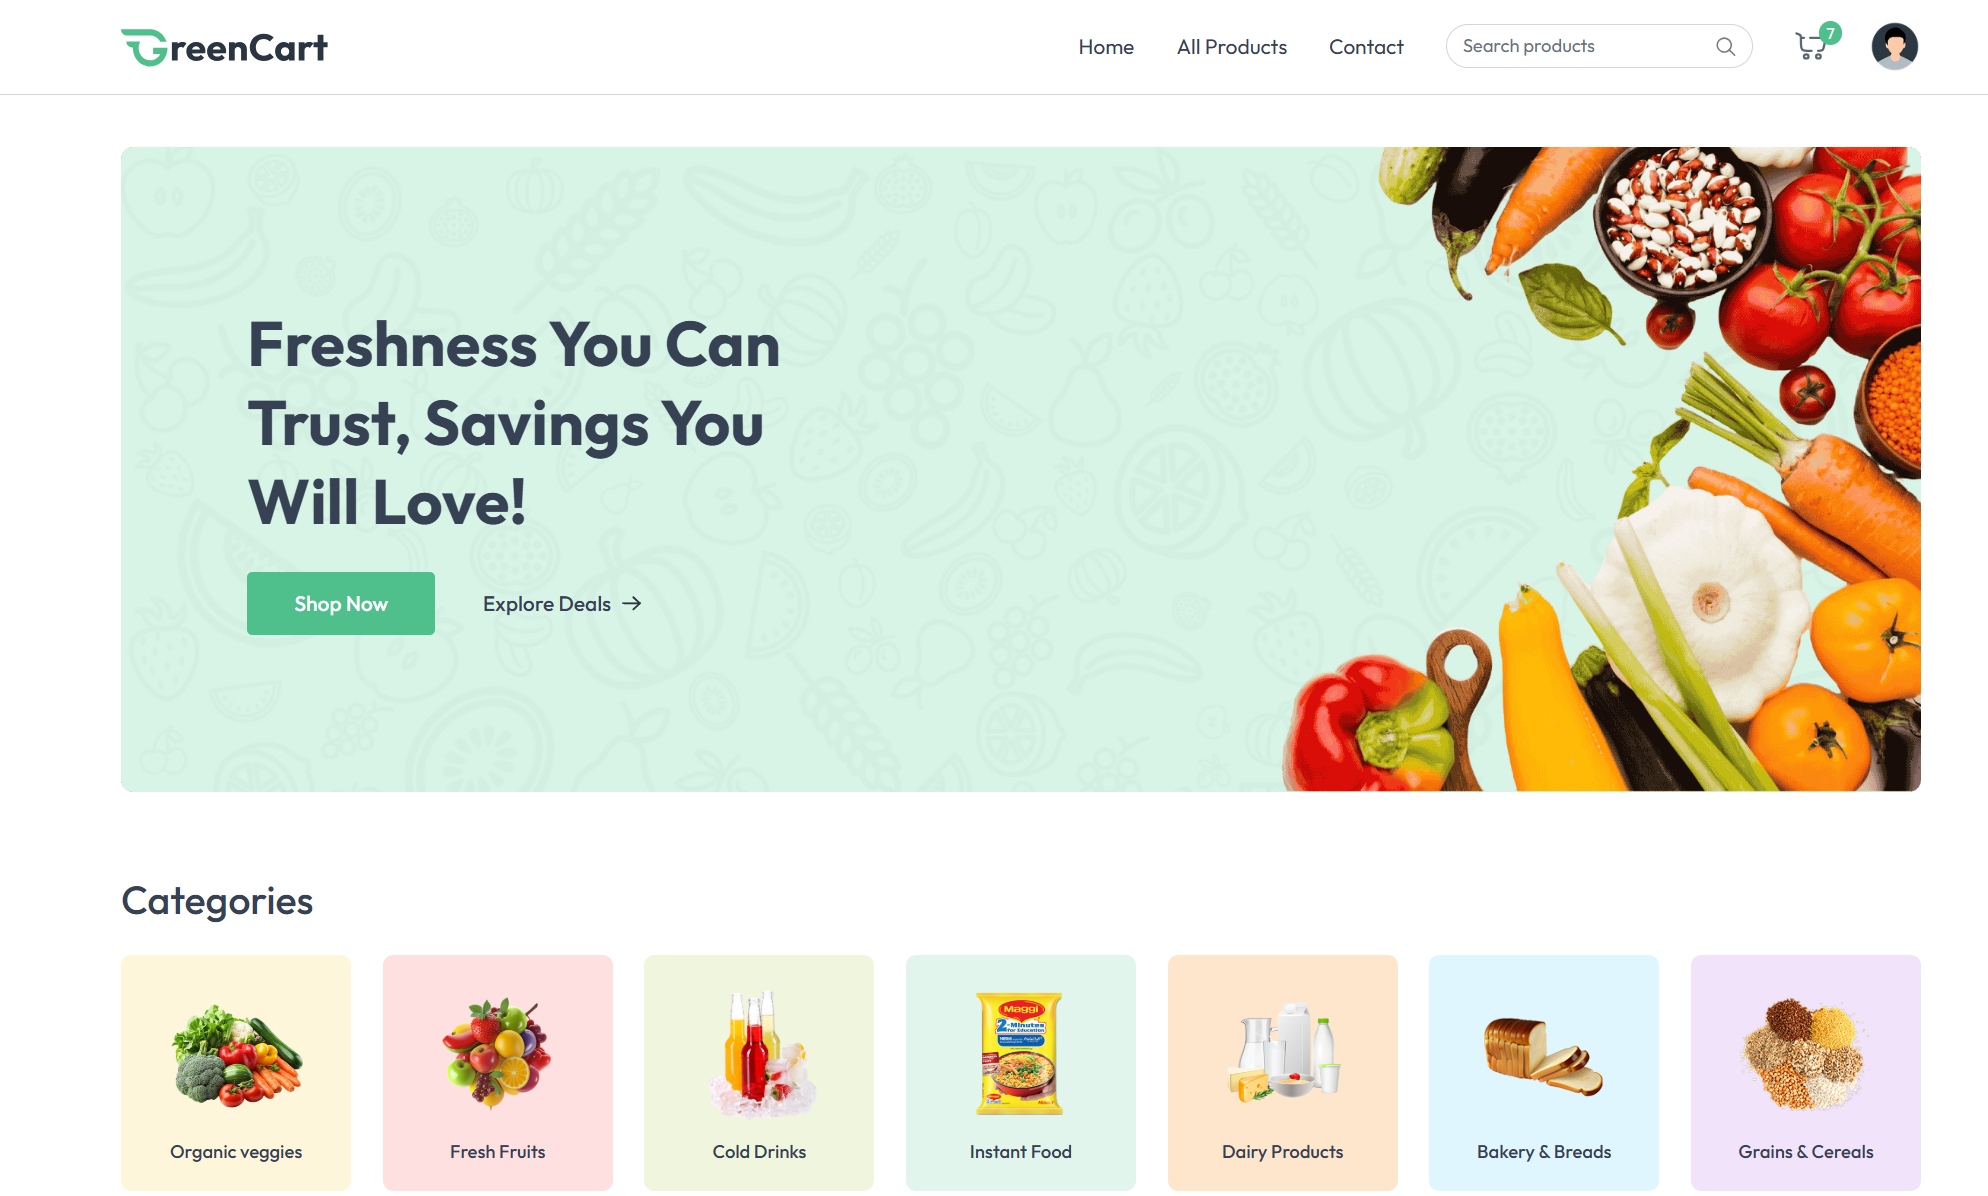 GreenCart
Home
All Products
Contact
Search products
7
Freshness You Can
Trust, Savings You
Will Love!
Shop Now
Explore Deals →
Categories
Maggi
2-Minutes
for Education
Organic veggies
Fresh Fruits
Cold Drinks
Instant Food
Dairy Products
Bakery & Breads
Grains & Cereals